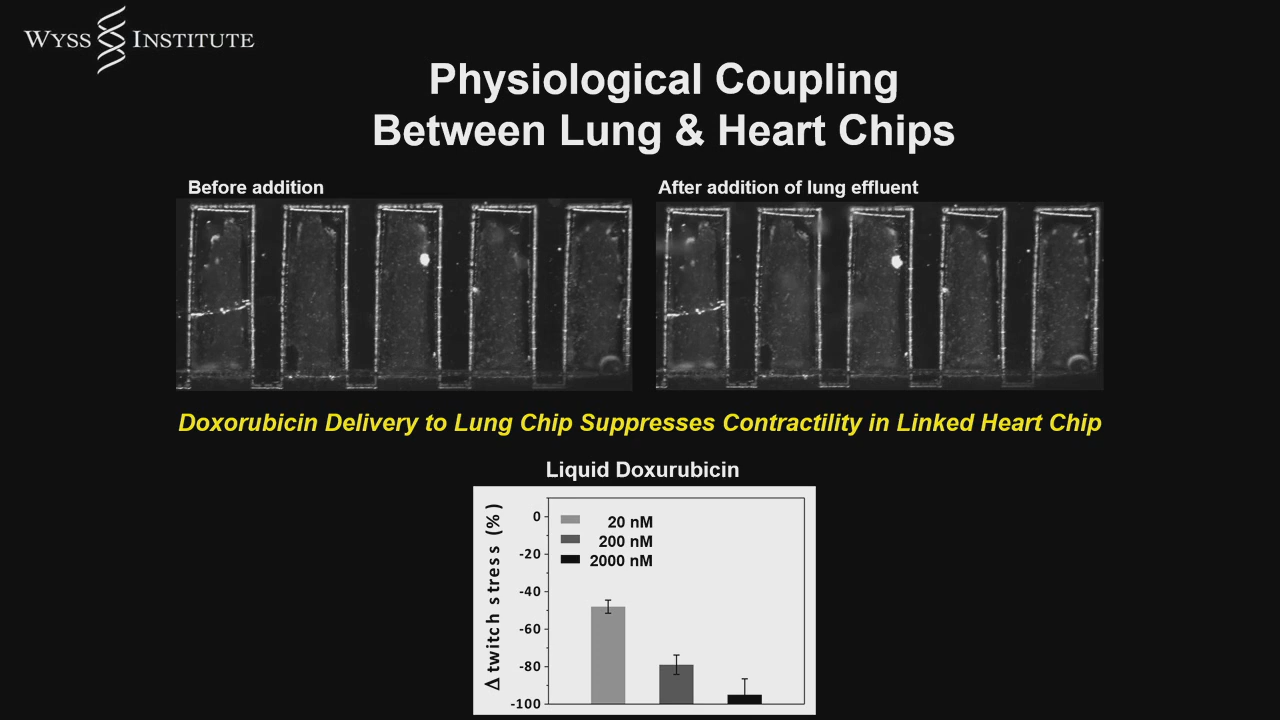 WYSS INSTITUTE
Physiological Coupling
Between Lung & Heart Chips
Before addition
After addition of lung effluent
Doxorubicin Delivery to Lung Chip Suppresses Contractility in Linked Heart Chip
Liquid Doxurubicin
Δ twitch stress (%)
0
-20
-40
-60
-80
-100
20 nM
200 nM
2000 nM